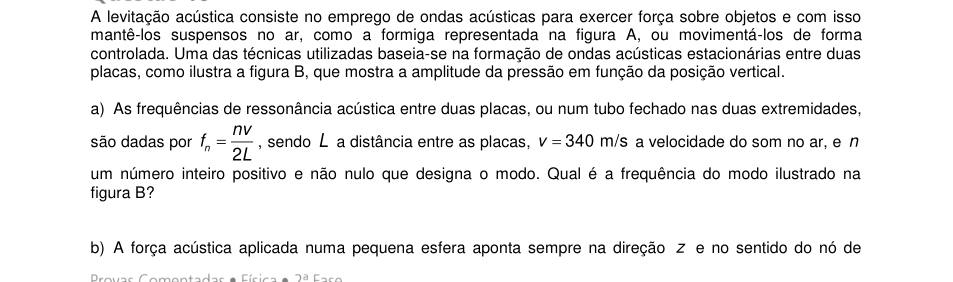 A levitação acústica consiste no emprego de ondas acústicas para exercer força sobre objetos e com isso
mantê-los suspensos no ar, como a formiga representada na figura A, ou movimentá-los de forma
controlada. Uma das técnicas utilizadas baseia-se na formação de ondas acústicas estacionárias entre duas
placas, como ilustra a figura B, que mostra a amplitude da pressão em função da posição vertical.
a) As frequências de ressonância acústica entre duas placas, ou num tubo fechado nas duas extremidades,
são dadas por fₙ = nv/2L, sendo L a distância entre as placas, v = 340 m/s a velocidade do som no ar, e n
um número inteiro positivo e não nulo que designa o modo. Qual é a frequência do modo ilustrado na
figura B?
b) A força acústica aplicada numa pequena esfera aponta sempre na direção z e no sentido do nó de
Provas Comentadas • Física • 2ª Fase